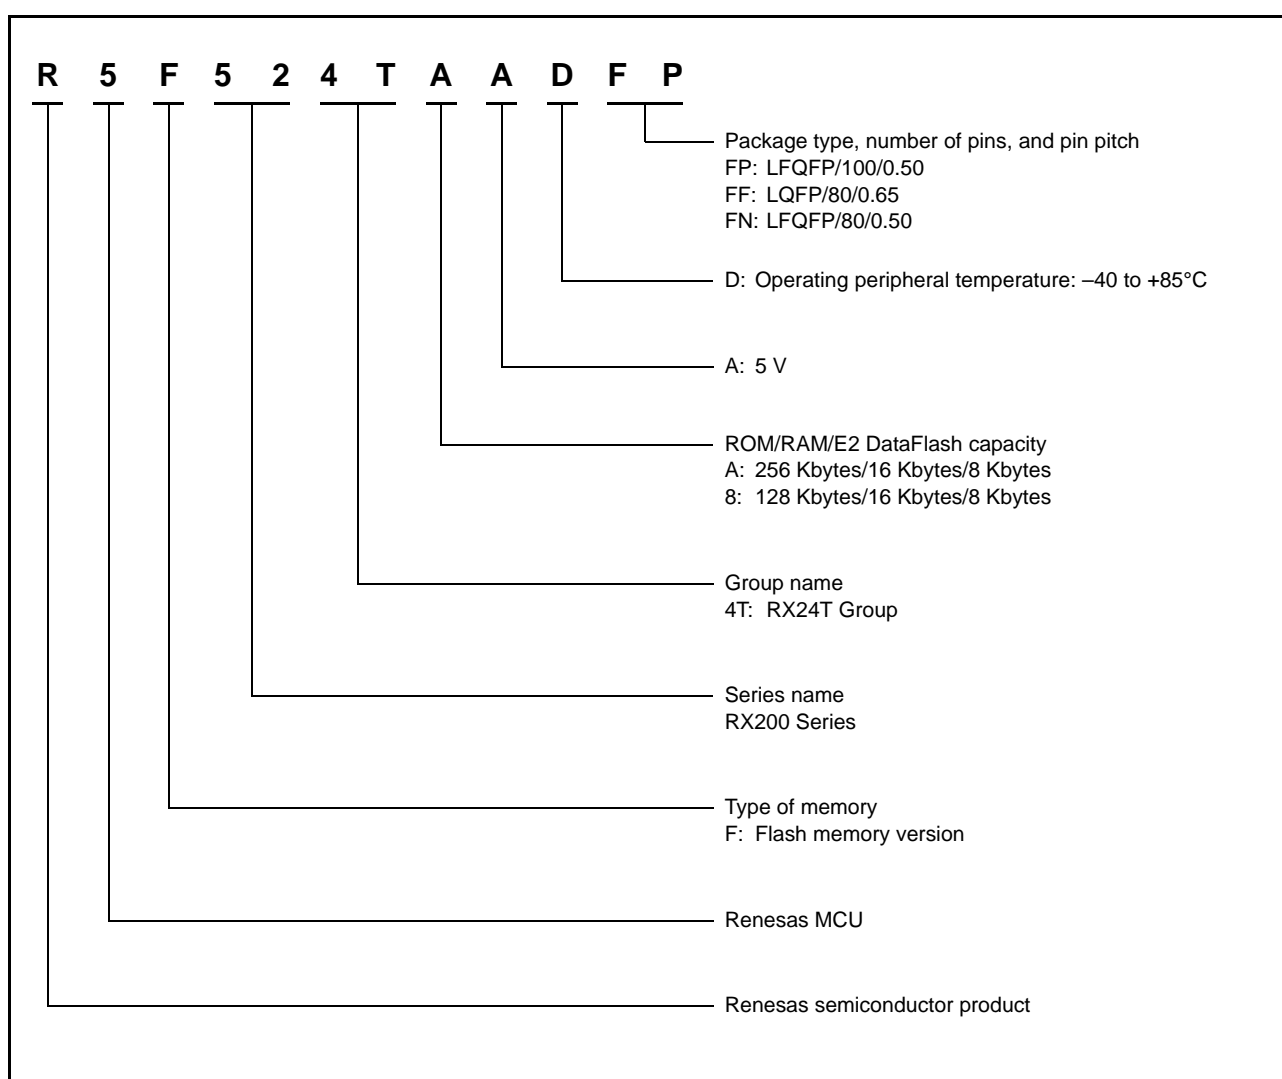 R 5 F 5 2 4 T A A D F P
Package type, number of pins, and pin pitch
FP: LFQFP/100/0.50
FF: LQFP/80/0.65
FN: LFQFP/80/0.50
D: Operating peripheral temperature: –40 to +85°C
A: 5 V
ROM/RAM/E2 DataFlash capacity
A: 256 Kbytes/16 Kbytes/8 Kbytes
8: 128 Kbytes/16 Kbytes/8 Kbytes
Group name
4T: RX24T Group
Series name
RX200 Series
Type of memory
F: Flash memory version
Renesas MCU
Renesas semiconductor product